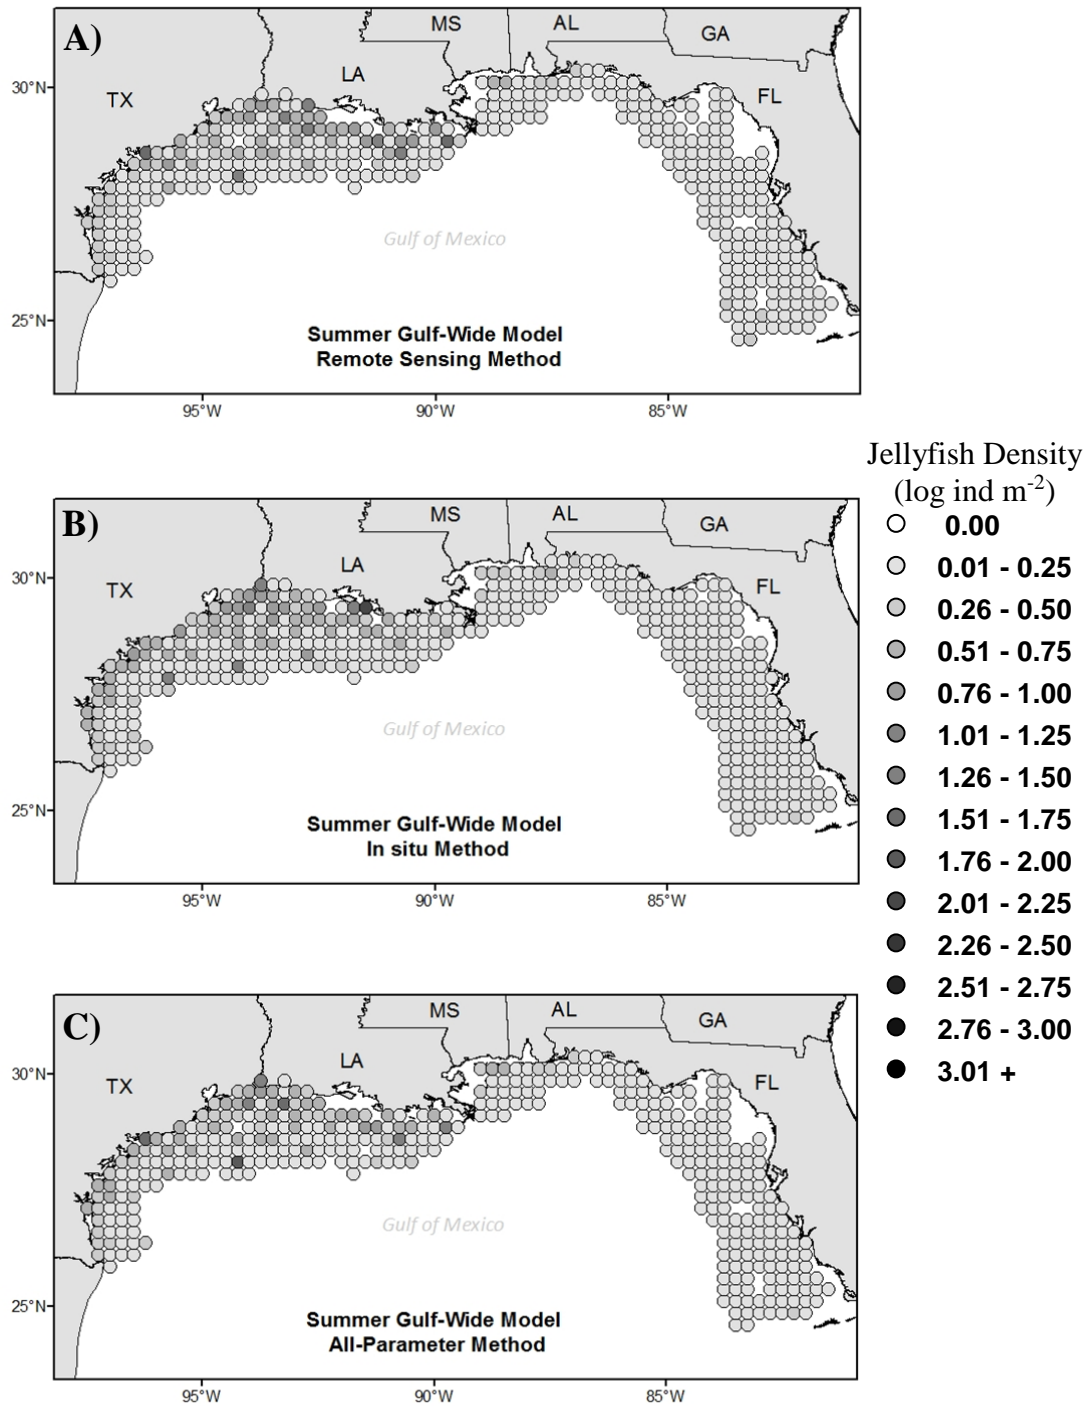 A)
MS
AL
GA
LA
TX
FL
30°N
25°N
Gulf of Mexico
Summer Gulf-Wide Model
Remote Sensing Method
95°W
90°W
85°W
Jellyfish Density
(log ind m-2)
0.00
0.01 - 0.25
0.26 - 0.50
0.51 - 0.75
0.76 - 1.00
1.01 - 1.25
1.26 - 1.50
1.51 - 1.75
1.76 - 2.00
2.01 - 2.25
2.26 - 2.50
2.51 - 2.75
2.76 - 3.00
3.01 +
B)
MS
AL
GA
LA
TX
FL
30°N
25°N
Gulf of Mexico
Summer Gulf-Wide Model
In situ Method
95°W
90°W
85°W
C)
MS
AL
GA
LA
TX
FL
30°N
25°N
Gulf of Mexico
Summer Gulf-Wide Model
All-Parameter Method
95°W
90°W
85°W